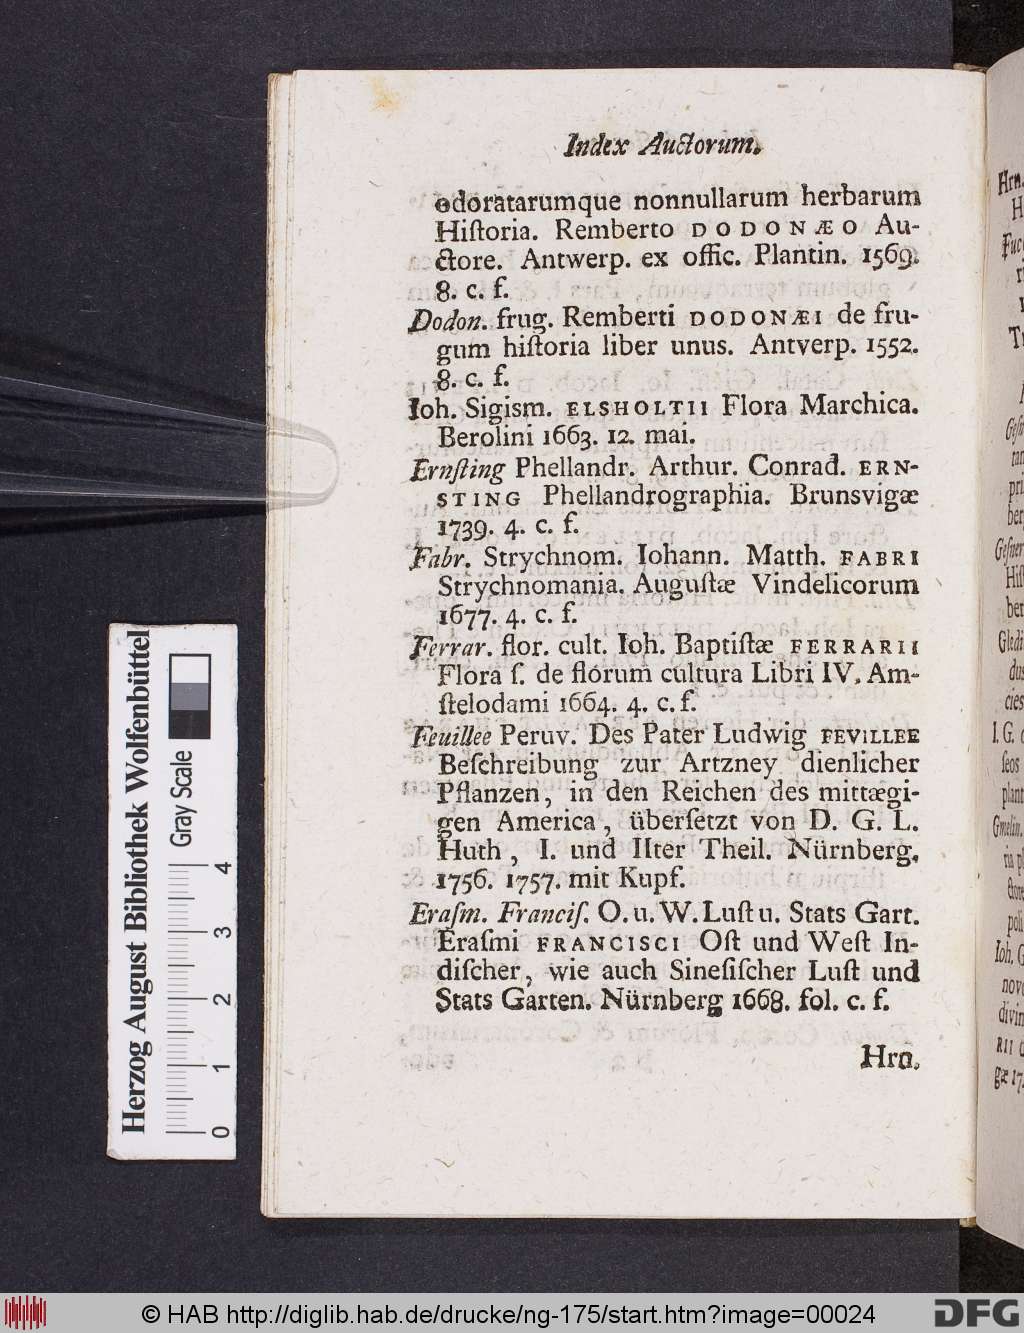 Index Auctorum.
odoratarumque nonnullarum herbarum
Hiſtoria. Remberto DODONÆO Au-
ctore. Antwerp. ex offic. Plantin. 1569.
8. c. f.
Dodon. frug. Remberti DODONÆI de fru-
gum hiſtoria liber unus. Antverp. 1552.
8. c. f.
Ioh. Sigism. ELSHOLTII Flora Marchica.
Berolini 1663. 12. mai.
Ernſting Phellandr. Arthur. Conrad. ERN-
STING Phellandrographia. Brunsvigæ
1739. 4. c. f.
Fabr. Strychnom. Iohann. Matth. FABRI
Strychnomania. Auguſtæ Vindelicorum
1677. 4. c. f.
Ferrar. flor. cult. Ioh. Baptiſtæ FERRARII
Flora ſ. de florum cultura Libri IV. Am-
ſtelodami 1664. 4. c. f.
Feuillee Peruv. Des Pater Ludwig FEVILLEE
Beſchreibung zur Artzney dienlicher
Pflanzen, in den Reichen des mittægi-
gen America, überſetzt von D. G. L.
Huth, I. und IIter Theil. Nürnberg.
1756. 1757. mit Kupf.
Eraſm. Franciſ. O. u. W. Luſt u. Stats Gart.
Eraſmi FRANCISCI Oſt und Weſt In-
diſcher, wie auch Sineſiſcher Luſt und
Stats Garten. Nürnberg 1668. fol. c. f.
Hrn.
Herzog August Bibliothek Wolfenbüttel
Gray Scale
0 1 2 3 4
© HAB http://diglib.hab.de/drucke/ng-175/start.htm?image=00024
DFG